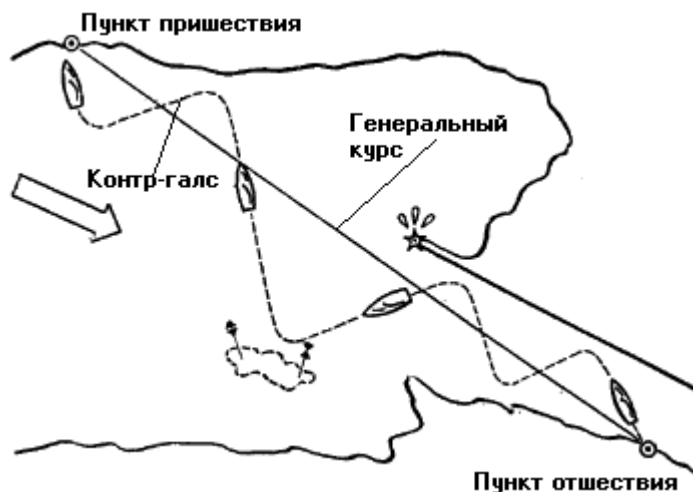 Пункт пришествия
Генеральный
курс
Контр-галс
Пункт отшествия